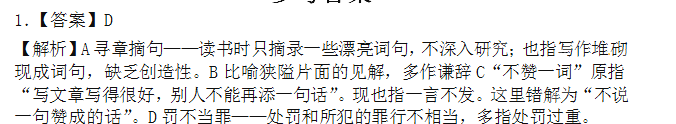 1.【答案】D
【解析】A 寻章摘句——读书时只摘录一些漂亮词句，不深入研究；也指写作堆砌
现成词句，缺乏创造性。B 比喻狭隘片面的见解，多作谦辞 C“不赞一词”原指
“写文章写得很好，别人不能再添一句话”。现也指一言不发。这里错解为“不说
一句赞成的话”。D 罚不当罪——处罚和所犯的罪行不相当，多指处罚过重。